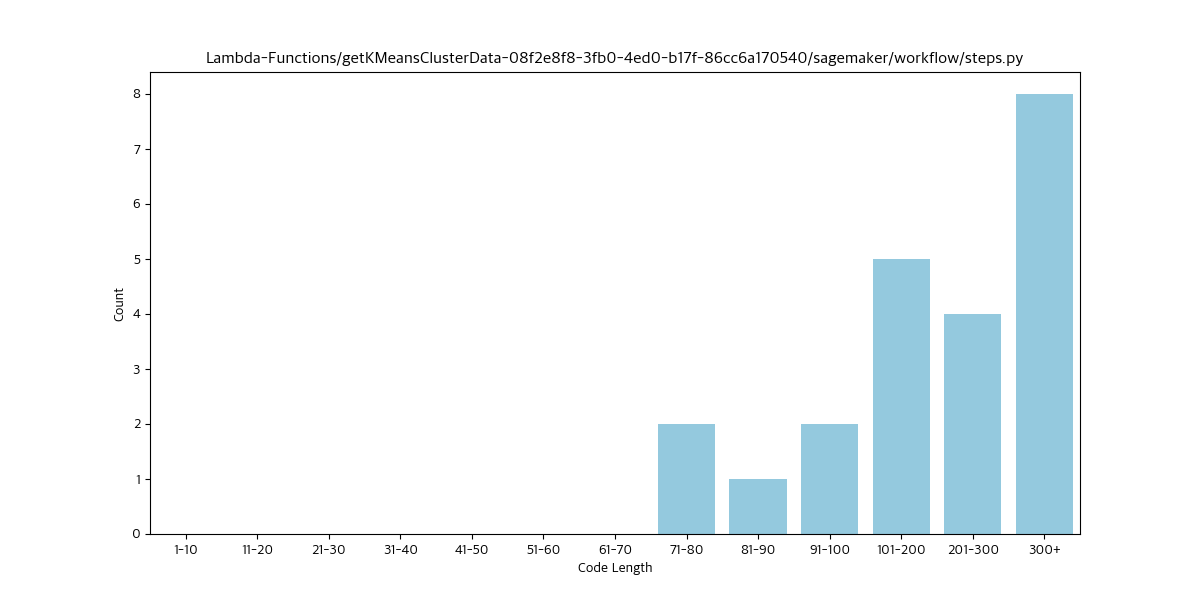 Lambda-Functions/getKMeansClusterData-08f2e8f8-3fb0-4ed0-b17f-86cc6a170540/sagemaker/workflow/steps.py
8
7
6
5
4
3
2
1
0
Count
1-10 11-20 21-30 31-40 41-50 51-60 61-70 71-80 81-90 91-100 101-200 201-300 300+
Code Length